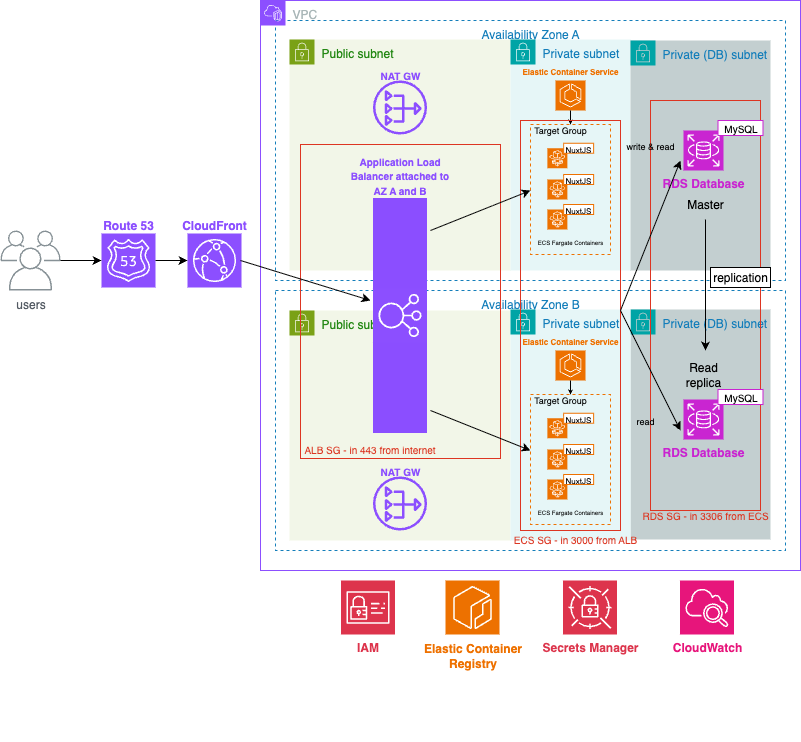 VPC
Availability Zone A
Public subnet
Private subnet
Private (DB) subnet
NAT GW
Elastic Container Service
Target Group
NuxtJS
NuxtJS
NuxtJS
ECS Fargate Containers
write & read
MySQL
RDS Database
Master
Application Load
Balancer attached to
AZ A and B
Route 53
53
CloudFront
users
replication
Availability Zone B
Public sub
Private subnet
Private (DB) subnet
Elastic Container Service
Target Group
NuxtJS
NuxtJS
NuxtJS
ECS Fargate Containers
Read
replica
read
MySQL
RDS Database
ALB SG - in 443 from internet
NAT GW
RDS SG - in 3306 from ECS
ECS SG - in 3000 from ALB
IAM
Elastic Container
Registry
Secrets Manager
CloudWatch